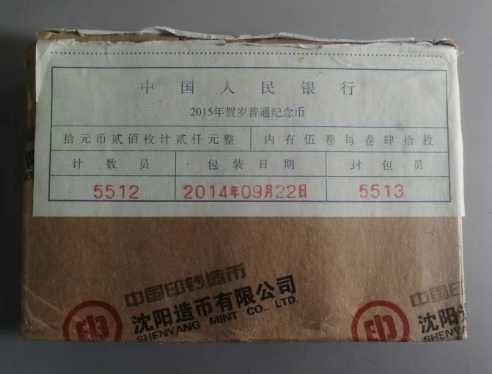 中国人民银行
2015年贺岁普通纪念币
拾元币贰佰枚计贰仟元整 内有伍卷每卷肆拾枚
计数员 包装日期 封包员
5512 2014年09月22日 5513
中国印钞造币
沈阳造币有限公司
SHENYANG MINT CO., LTD.
沈阳
SHENYANG